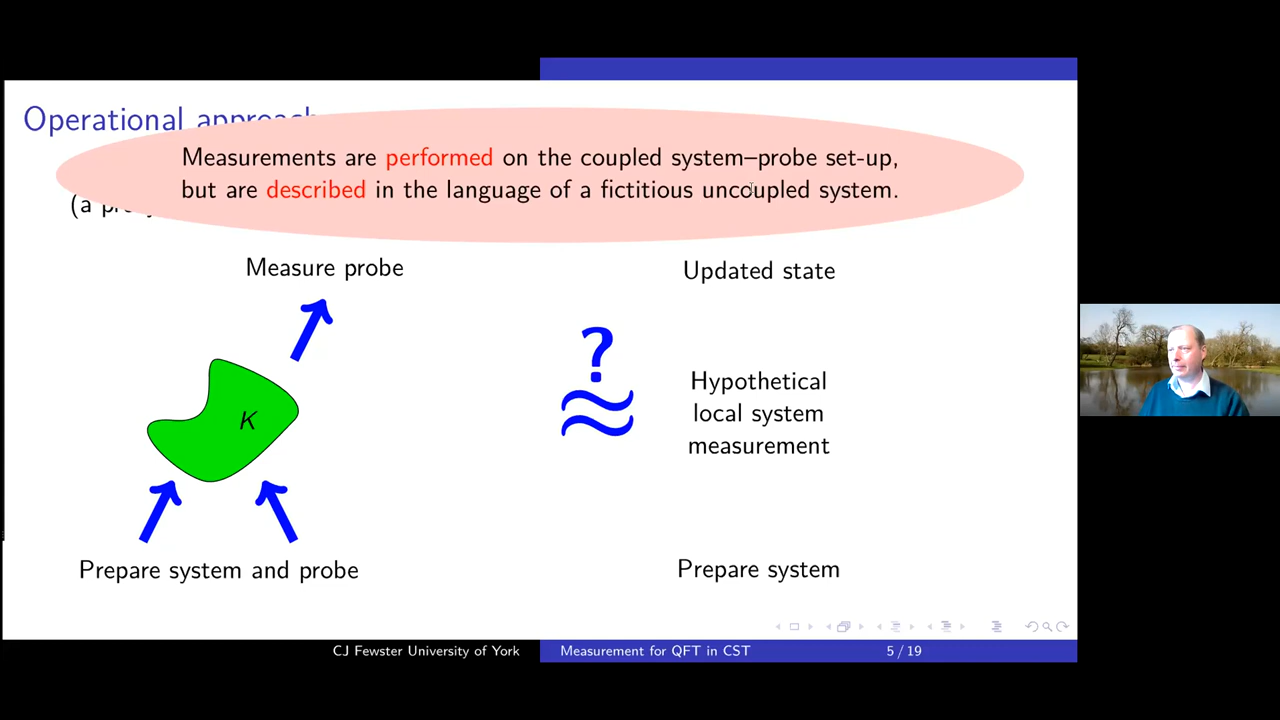 Operational approach
Measurements are performed on the coupled system–probe set-up,
but are described in the language of a fictitious uncoupled system.
(a
Measure probe
Updated state
?
≈
Hypothetical
local system
measurement
K
Prepare system and probe
Prepare system
CJ Fewster University of York
Measurement for QFT in CST
5 / 19